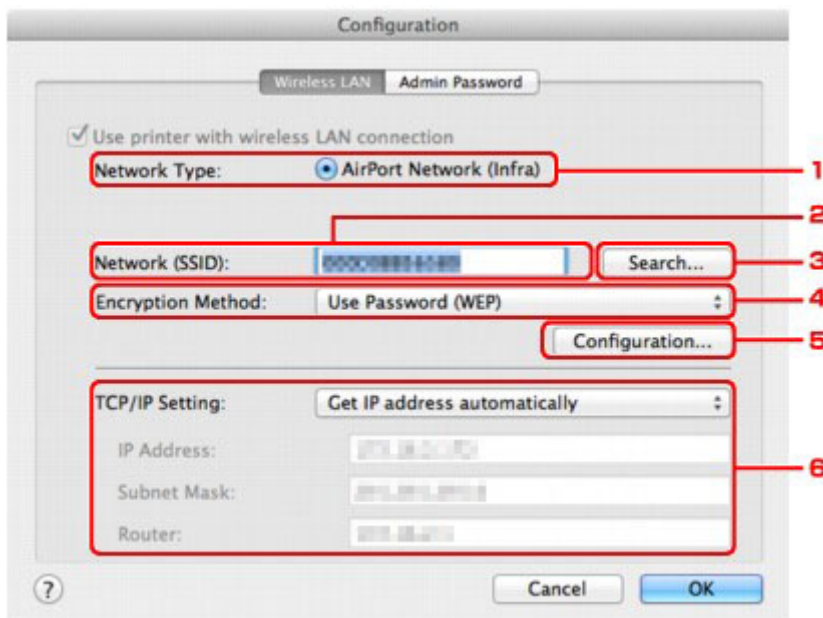 Configuration
Wireless LAN Admin Password
Use printer with wireless LAN connection
Network Type: AirPort Network (Infra) 1
2
Network (SSID): Search... 3
Encryption Method: Use Password (WEP) 4
Configuration... 5
TCP/IP Setting: Get IP address automatically
IP Address:
6
Subnet Mask:
Router:
? Cancel OK